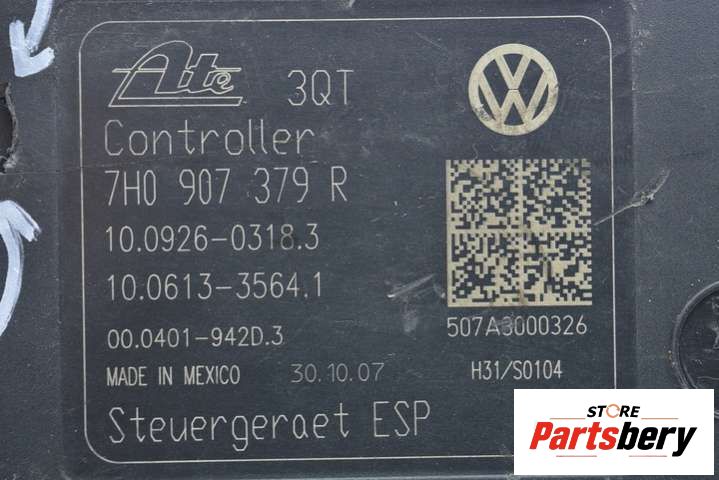 Ate 3QT
Controller
7H0 907 379 R
10.0926-0318.3
10.0613-3564.1
00.0401-942D.3
507A3000326
MADE IN MEXICO 30.10.07
H31/S0104
Steuergeraet ESP
STORE
Partsbery